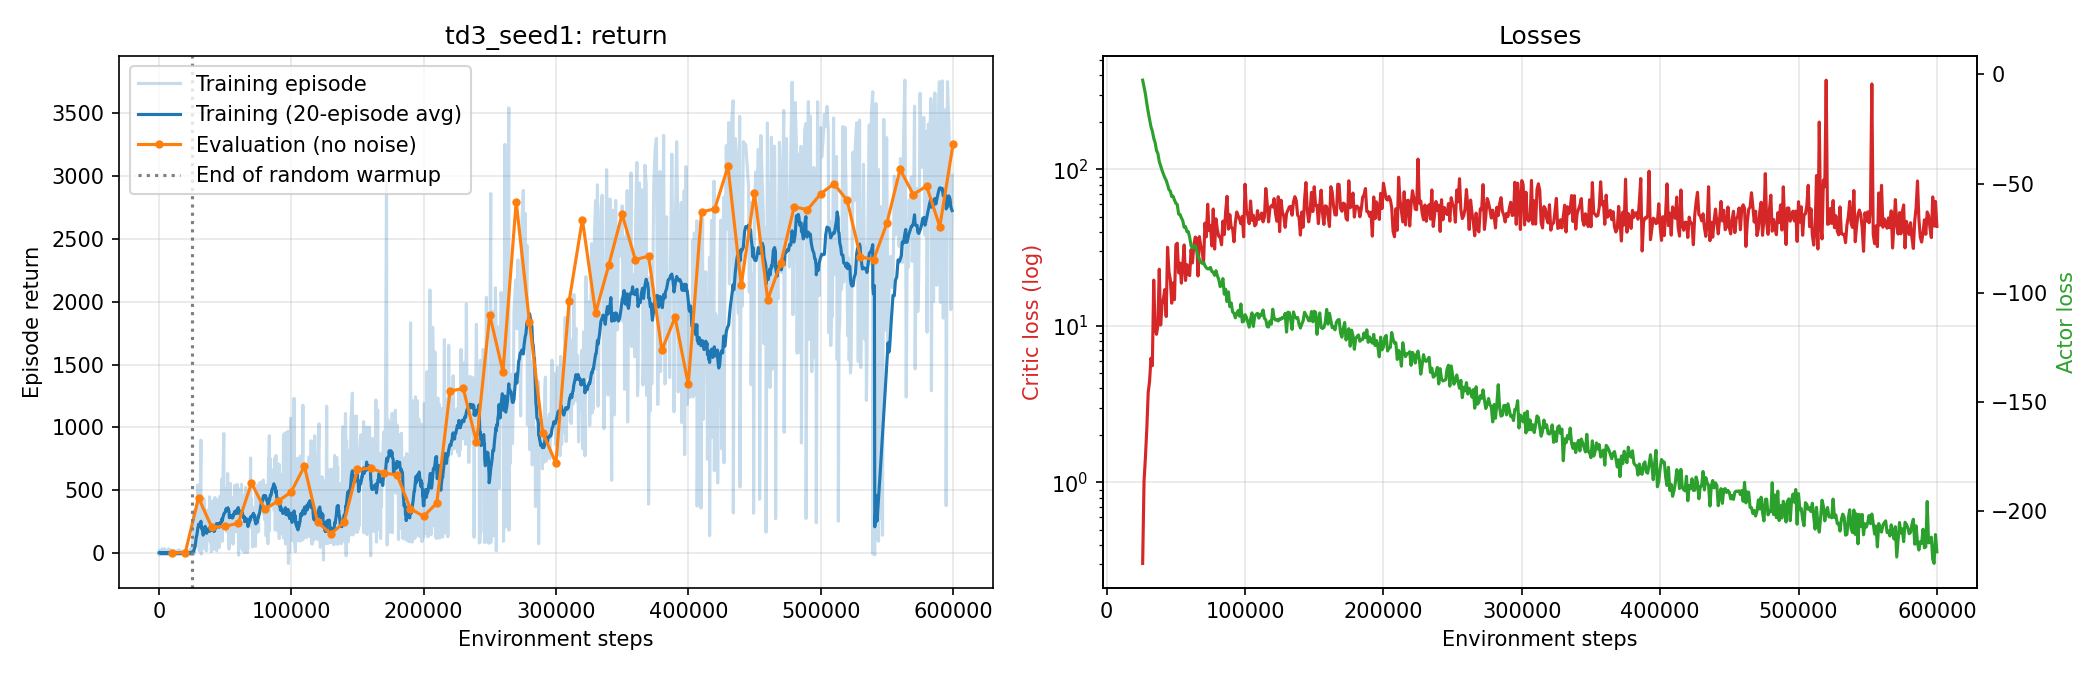 td3_seed1: return
Training episode
Training (20-episode avg)
Evaluation (no noise)
End of random warmup
Episode return
3500
3000
2500
2000
1500
1000
500
0
0 100000 200000 300000 400000 500000 600000
Environment steps
Losses
Critic loss (log)
10²
10¹
10⁰
0
−50
−100
−150
−200
Actor loss
0 100000 200000 300000 400000 500000 600000
Environment steps